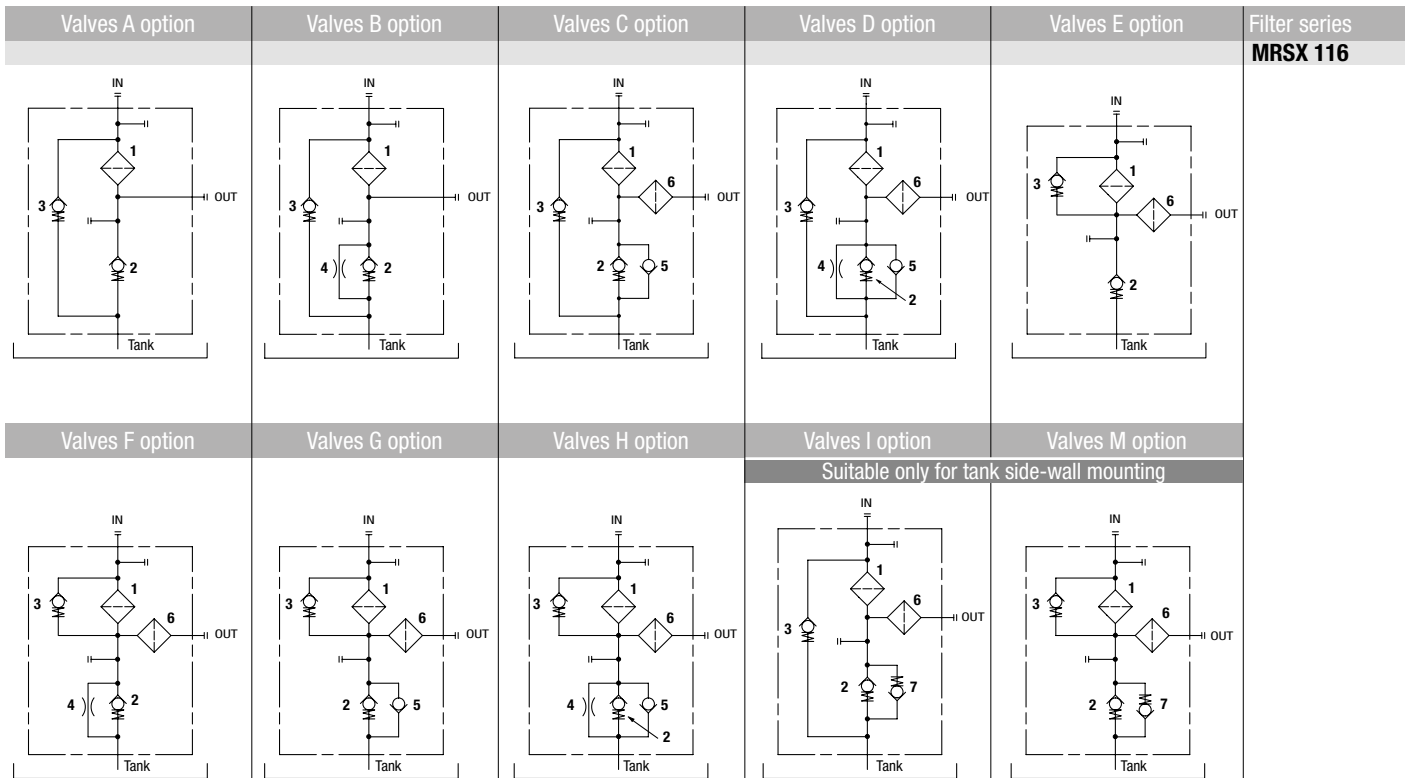 Valves A option
Valves B option
Valves C option
Valves D option
Valves E option
Filter series
MRSX 116
IN
1
3
OUT
2
Tank
IN
1
3
OUT
4
2
Tank
IN
1
6
3
OUT
2
5
Tank
IN
1
6
3
OUT
4
5
2
Tank
IN
1
3
6
OUT
2
Tank
Valves F option
Valves G option
Valves H option
Valves I option
Valves M option
Suitable only for tank side-wall mounting
IN
1
3
6
OUT
4
2
Tank
IN
1
3
6
OUT
2
5
Tank
IN
1
3
6
OUT
4
5
2
Tank
IN
1
6
3
OUT
2
7
Tank
IN
1
3
6
OUT
2
7
Tank